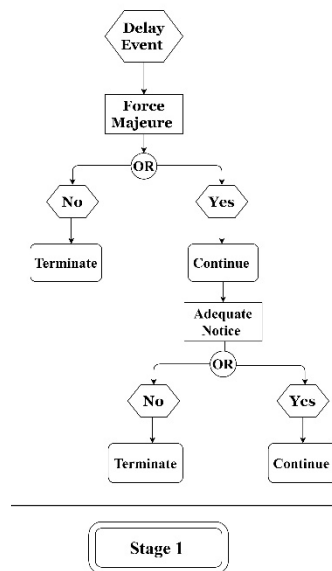 Delay
Event
Force
Majeure
OR
No
Yes
Terminate
Continue
Adequate
Notice
OR
No
Yes
Terminate
Continue
Stage 1